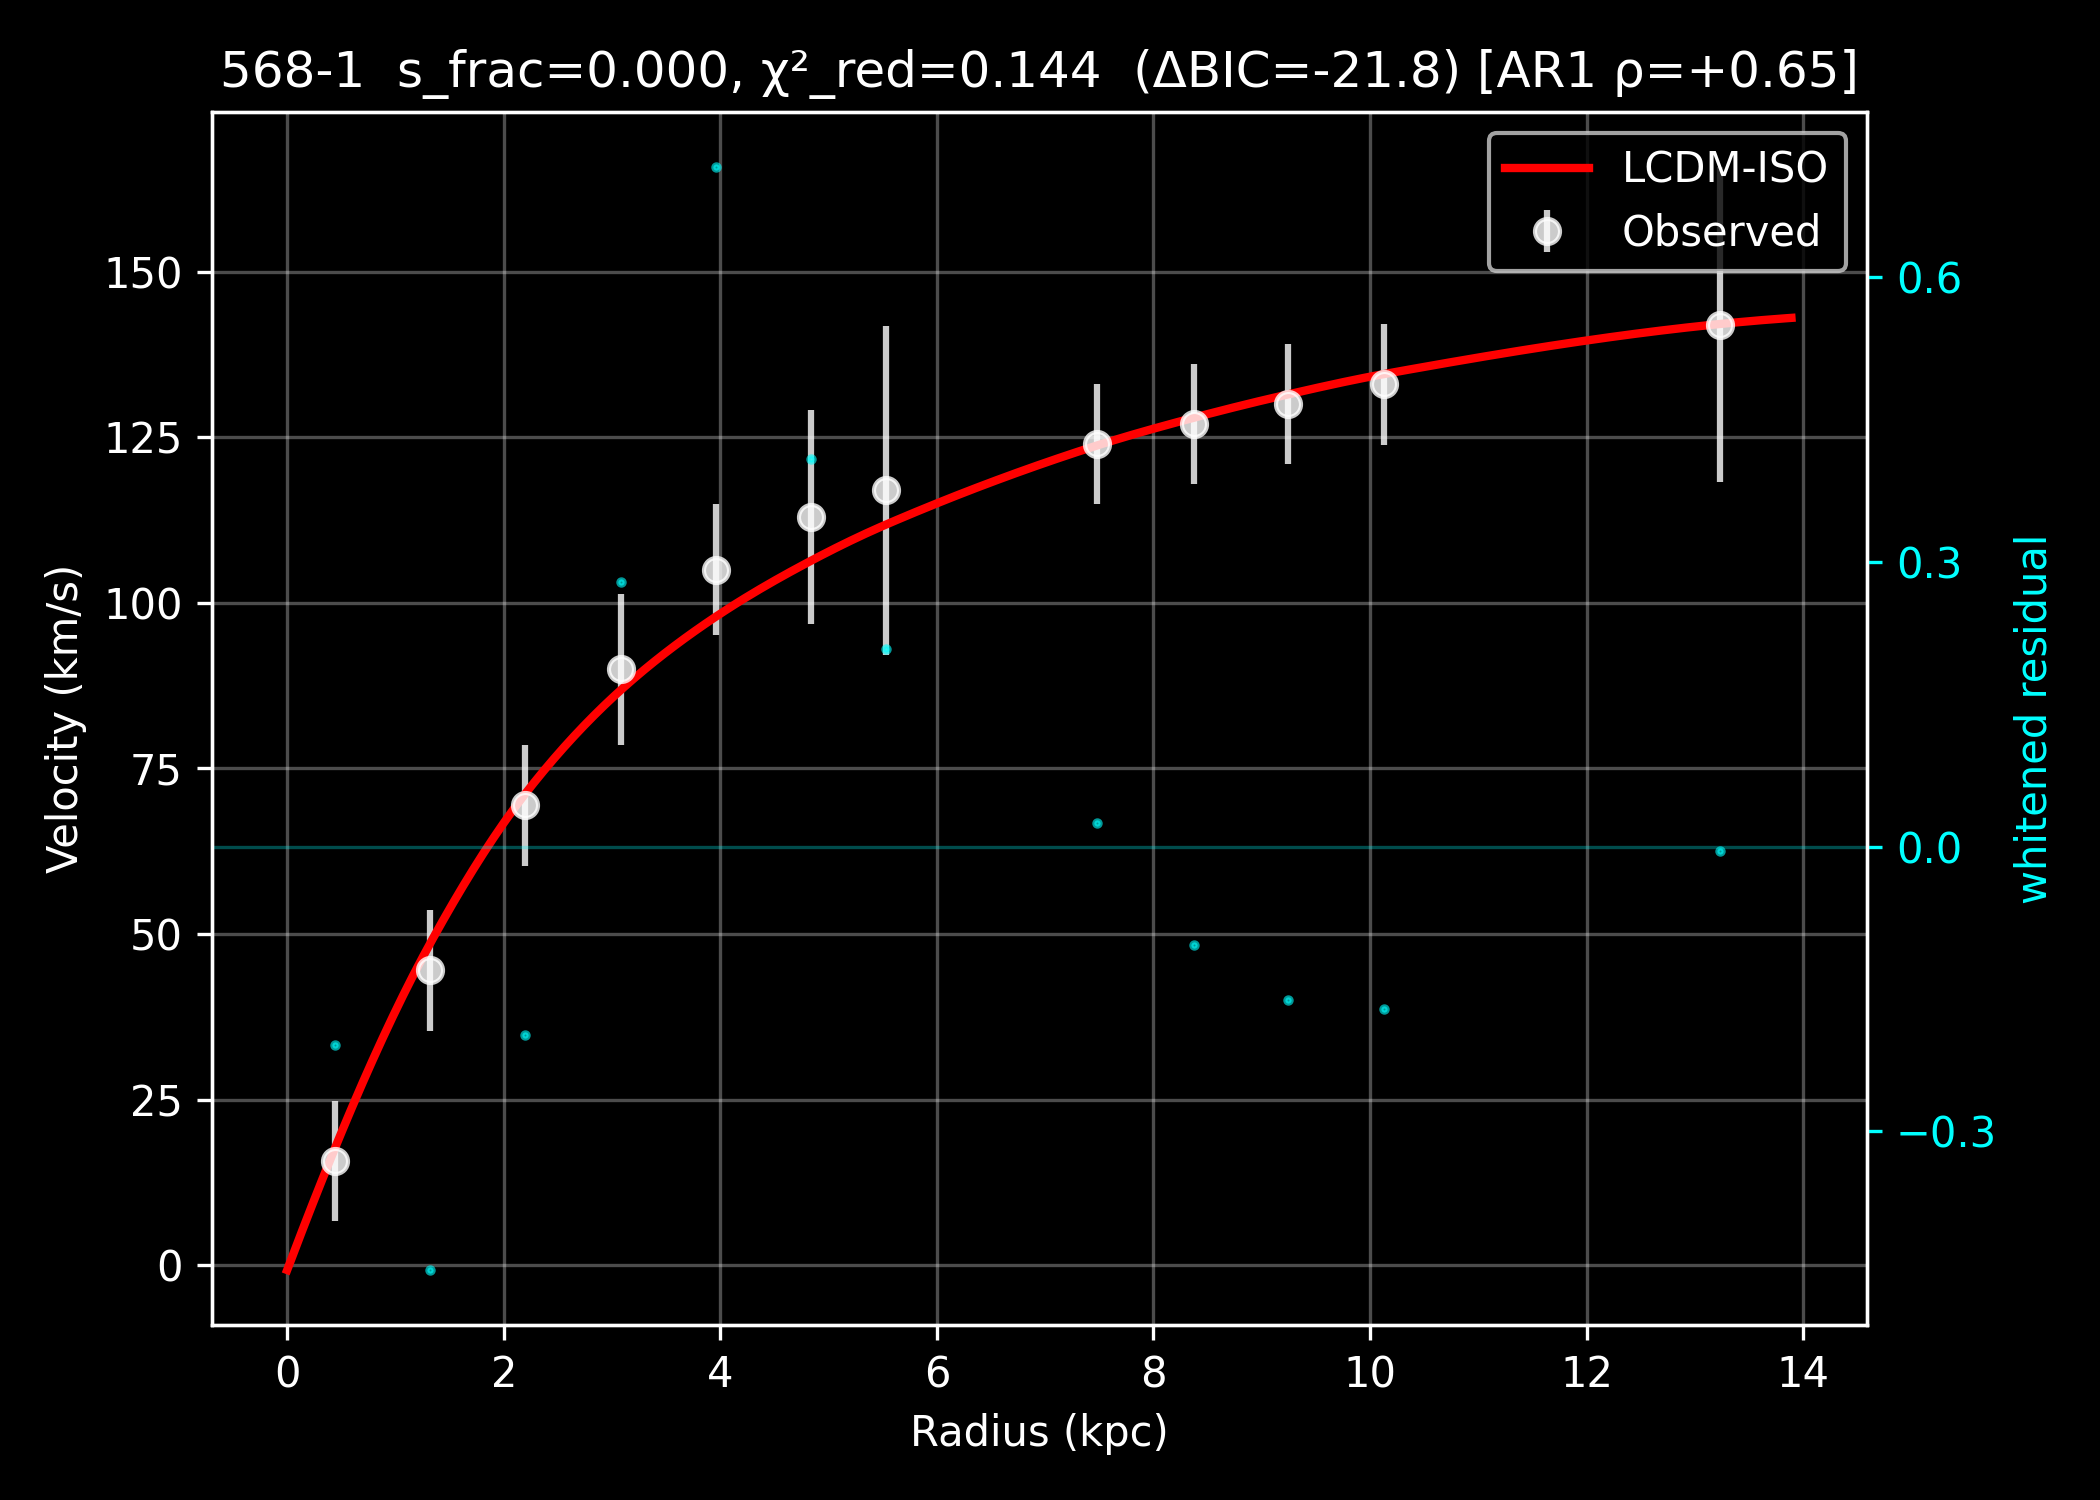 568-1  s_frac=0.000, χ²_red=0.144  (ΔBIC=-21.8) [AR1 ρ=+0.65]
LCDM-ISO
Observed
Velocity (km/s)
150
125
100
75
50
25
0
0.6
0.3
0.0
−0.3
whitened residual
0 2 4 6 8 10 12 14
Radius (kpc)